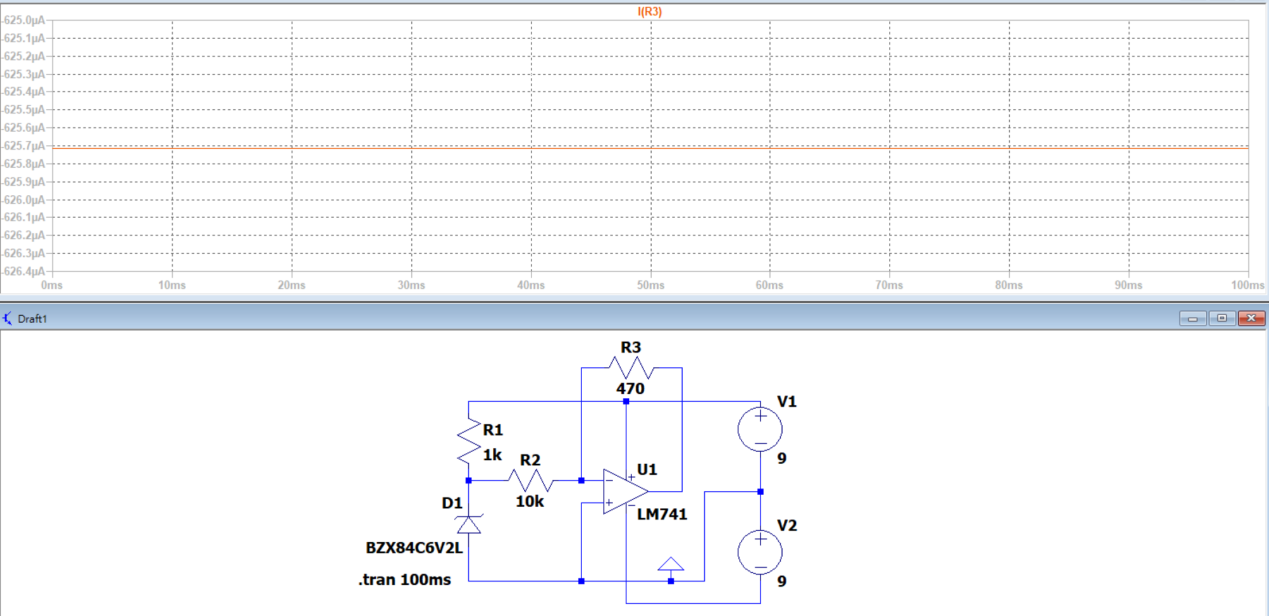 I(R3)
-625.0µA
-625.1µA
-625.2µA
-625.3µA
-625.4µA
-625.5µA
-625.6µA
-625.7µA
-625.8µA
-625.9µA
-626.0µA
-626.1µA
-626.2µA
-626.3µA
-626.4µA
0ms 10ms 20ms 30ms 40ms 50ms 60ms 70ms 80ms 90ms 100ms
Draft1
R3
470
V1
+
−
9
R1
1k
R2
10k
U1
+
−
+
−
LM741
D1
BZX84C6V2L
V2
+
−
9
.tran 100ms